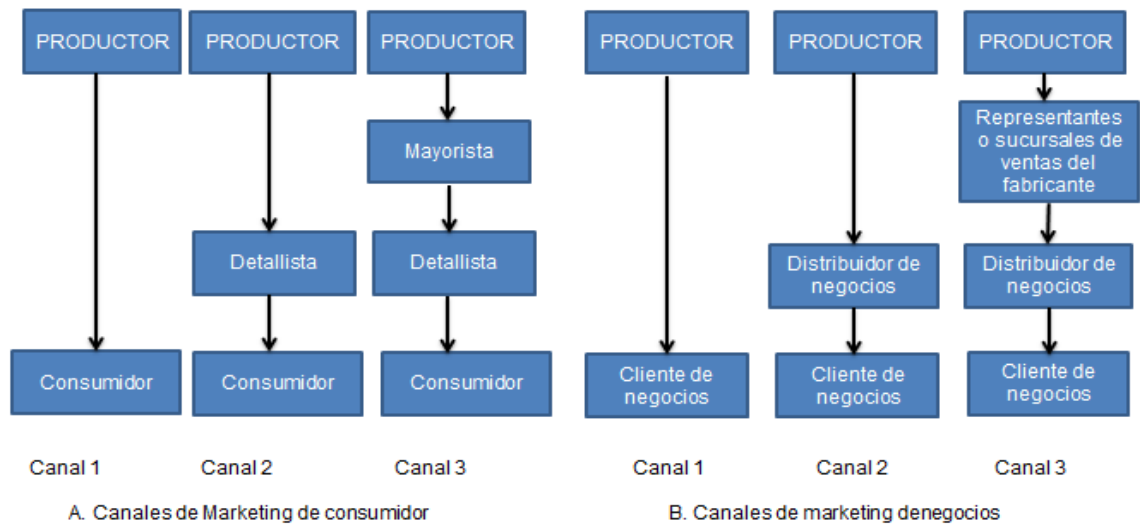 PRODUCTOR
PRODUCTOR
PRODUCTOR
PRODUCTOR
PRODUCTOR
PRODUCTOR
Mayorista
Representantes
o sucursales de
ventas del
fabricante
Detallista
Detallista
Distribuidor de
negocios
Distribuidor de
negocios
Consumidor
Consumidor
Consumidor
Cliente de
negocios
Cliente de
negocios
Cliente de
negocios
Canal 1
Canal 2
Canal 3
Canal 1
Canal 2
Canal 3
A. Canales de Marketing de consumidor
B. Canales de marketing denegocios